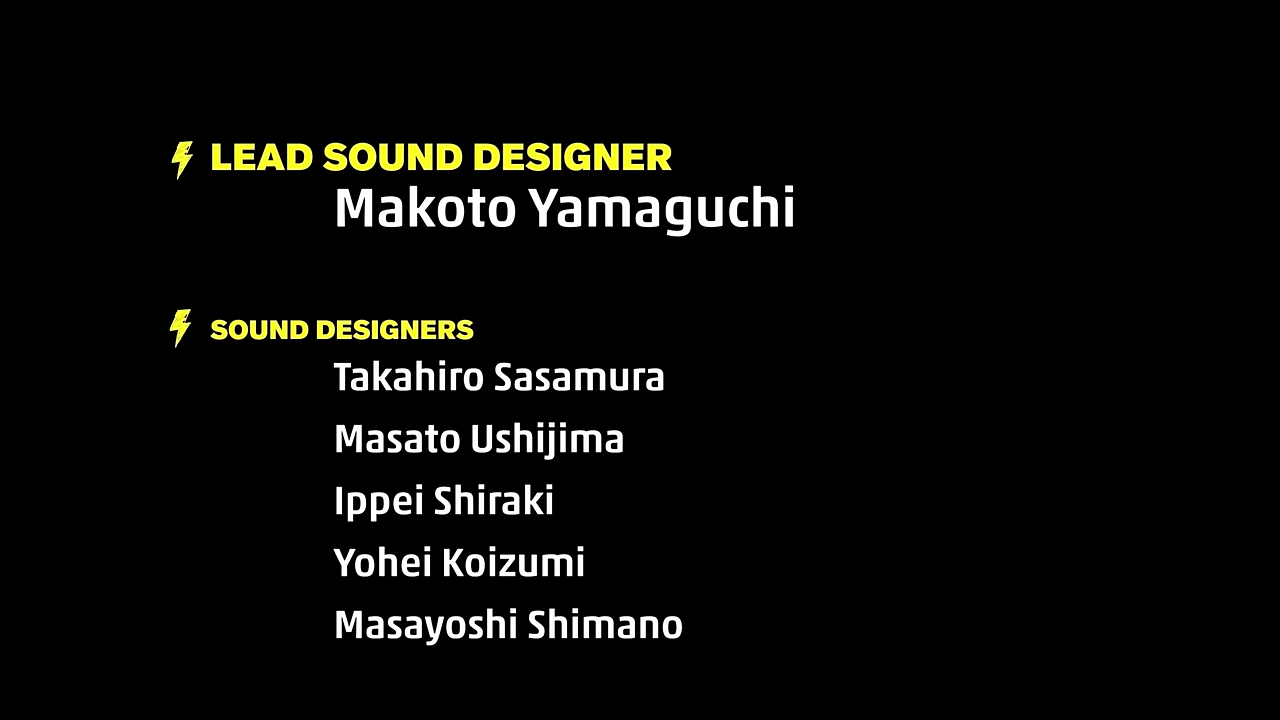 LEAD SOUND DESIGNER
Makoto Yamaguchi
SOUND DESIGNERS
Takahiro Sasamura
Masato Ushijima
Ippei Shiraki
Yohei Koizumi
Masayoshi Shimano